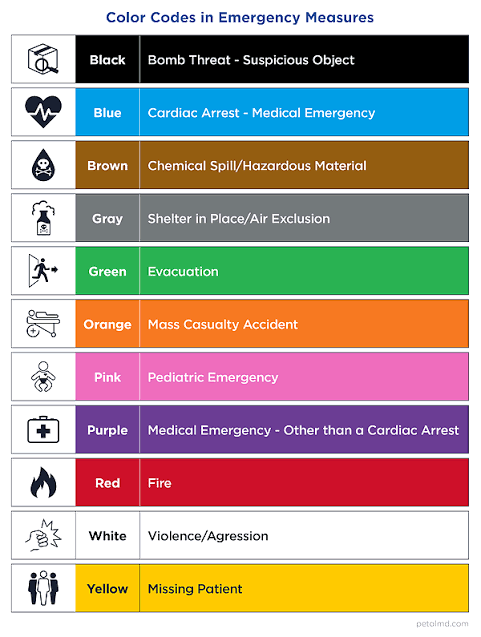 Color Codes in Emergency Measures
Black Bomb Threat - Suspicious Object
Blue Cardiac Arrest - Medical Emergency
Brown Chemical Spill/Hazardous Material
Gray Shelter in Place/Air Exclusion
Green Evacuation
Orange Mass Casualty Accident
Pink Pediatric Emergency
Purple Medical Emergency - Other than a Cardiac Arrest
Red Fire
White Violence/Agression
Yellow Missing Patient
petalmd.com